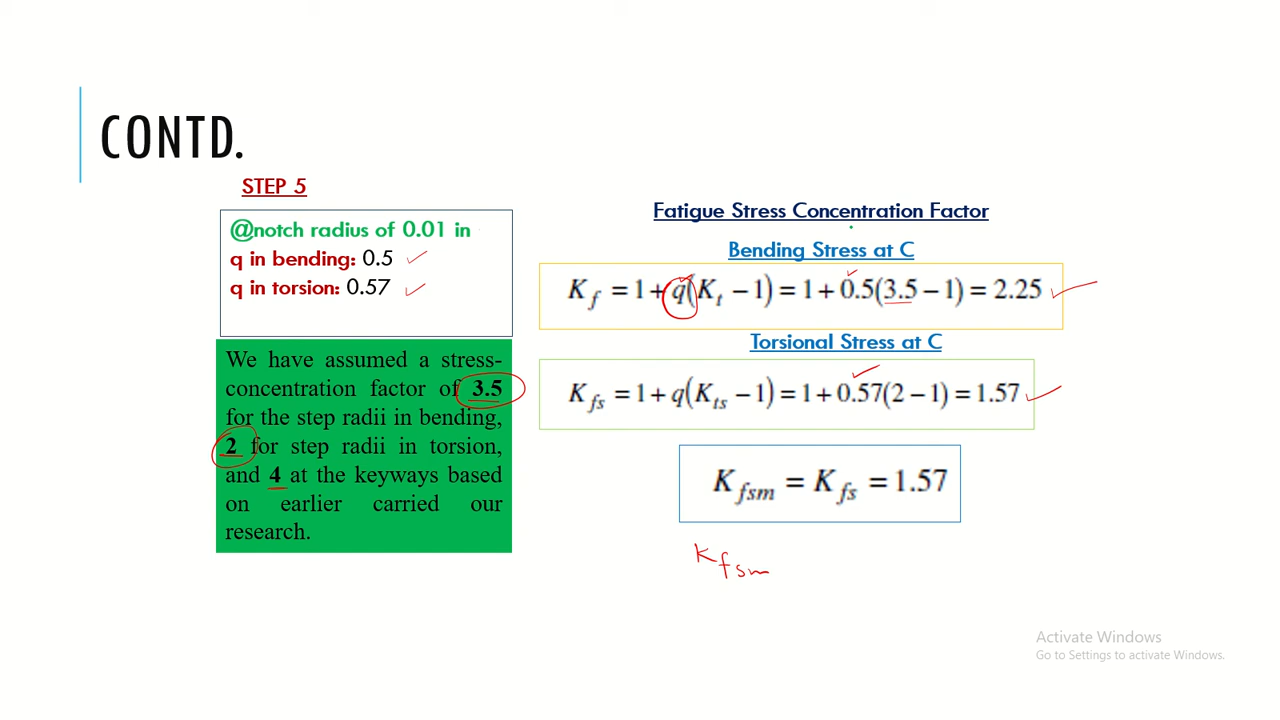 CONTD.
STEP 5
@notch radius of 0.01 in
q in bending: 0.5
q in torsion: 0.57
We have assumed a stress-
concentration factor of 3.5
for the step radii in bending,
2 for step radii in torsion,
and 4 at the keyways based
on earlier carried our
research.
Fatigue Stress Concentration Factor
Bending Stress at C
K_f = 1 + q(K_t − 1) = 1 + 0.5(3.5 − 1) = 2.25
Torsional Stress at C
K_fs = 1 + q(K_ts − 1) = 1 + 0.57(2 − 1) = 1.57
K_fsm = K_fs = 1.57
K_fsm
Activate Windows
Go to Settings to activate Windows.